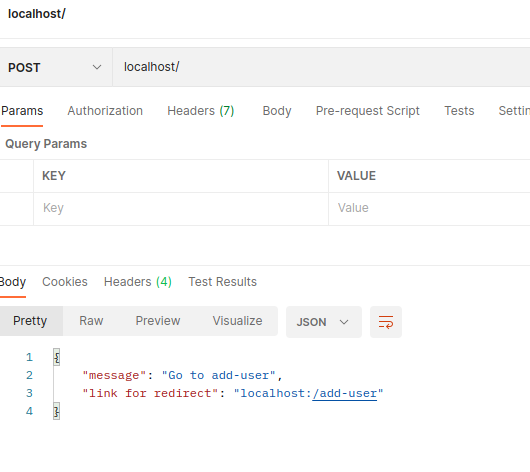 localhost/
POST localhost/
Params Authorization Headers (7) Body Pre-request Script Tests
Query Params
KEY VALUE
Key Value
Body Cookies Headers (4) Test Results
Pretty Raw Preview Visualize JSON
1 {
2 "message": "Go to add-user",
3 "link for redirect": "localhost:/add-user"
4 }